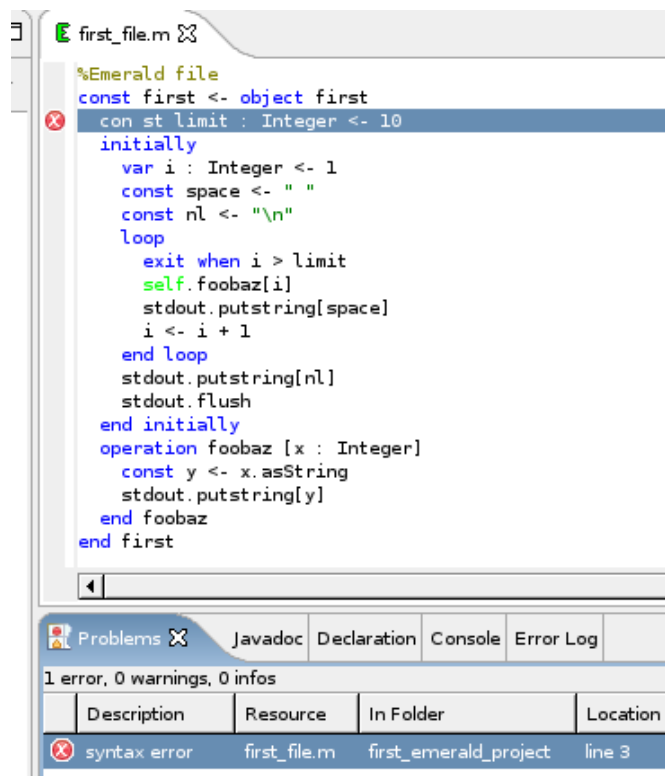 first_file.m
%Emerald file
const first <- object first
con st limit : Integer <- 10
initially
var i : Integer <- 1
const space <- " "
const nl <- "\n"
loop
exit when i > limit
self.foobaz[i]
stdout.putstring[space]
i <- i + 1
end loop
stdout.putstring[nl]
stdout.flush
end initially
operation foobaz [x : Integer]
const y <- x.asString
stdout.putstring[y]
end foobaz
end first
Problems Javadoc Declaration Console Error Log
1 error, 0 warnings, 0 infos
Description Resource In Folder Location
syntax error first_file.m first_emerald_project line 3